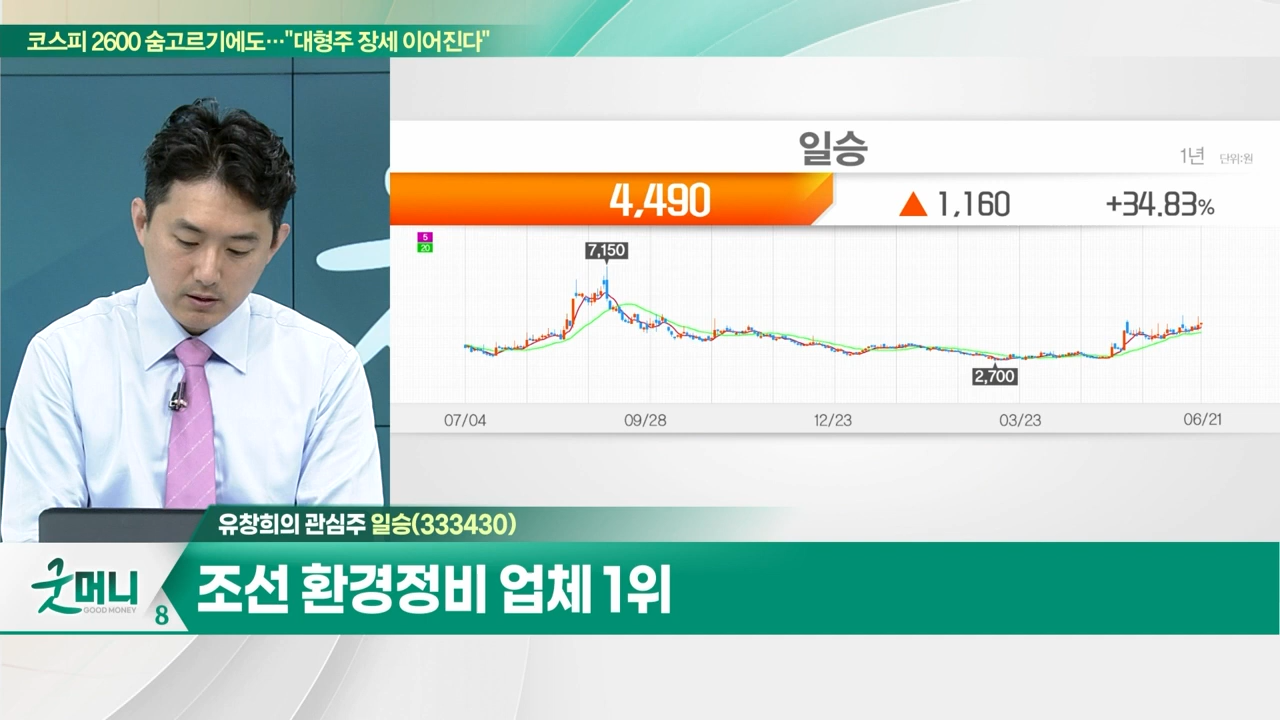 코스피 2600 숨고르기에도…"대형주 장세 이어진다"
일승
1년 단위:원
4,490 ▲ 1,160 +34.83%
5
20
7,150
2,700
07/04 09/28 12/23 03/23 06/21
유창희의 관심주 일승(333430)
굿머니
GOOD MONEY
8
조선 환경정비 업체 1위